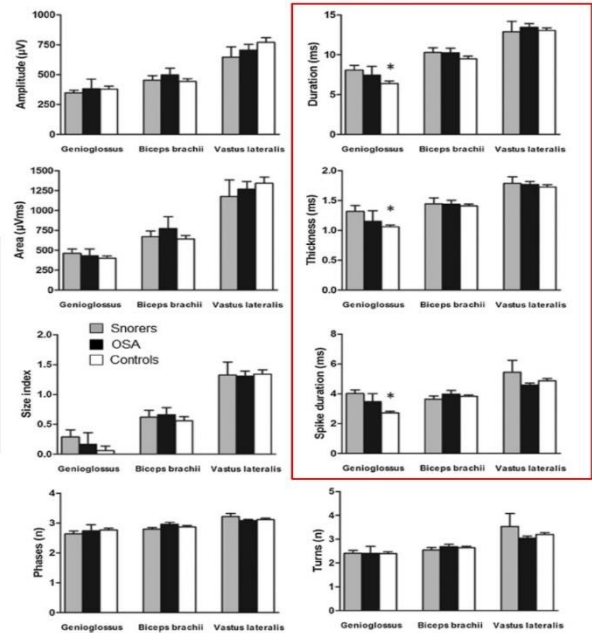 Amplitude (μV)
1000
750
500
250
0
Genioglossus Biceps brachii Vastus lateralis
Duration (ms)
15
10
5
0
*
Genioglossus Biceps brachii Vastus lateralis
Area (μVms)
1500
1250
1000
750
500
250
0
Genioglossus Biceps brachii Vastus lateralis
Thickness (ms)
2.0
1.5
1.0
0.5
0.0
*
Genioglossus Biceps brachii Vastus lateralis
Size index
2.0
1.5
1.0
0.5
0.0
Snorers
OSA
Controls
Genioglossus Biceps brachii Vastus lateralis
Spike duration (ms)
8
6
4
2
0
*
Genioglossus Biceps brachii Vastus lateralis
Phases (n)
4
3
2
1
0
Genioglossus Biceps brachii Vastus lateralis
Turns (n)
5
4
3
2
1
0
Genioglossus Biceps brachii Vastus lateralis